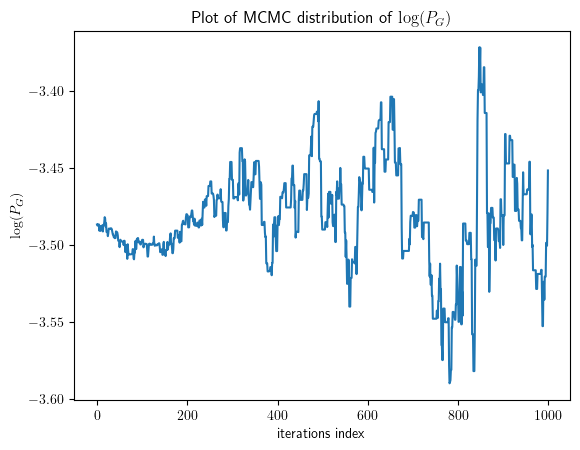 Plot of MCMC distribution of log(P_G)
log(P_G)
−3.40
−3.45
−3.50
−3.55
−3.60
0 200 400 600 800 1000
iterations index